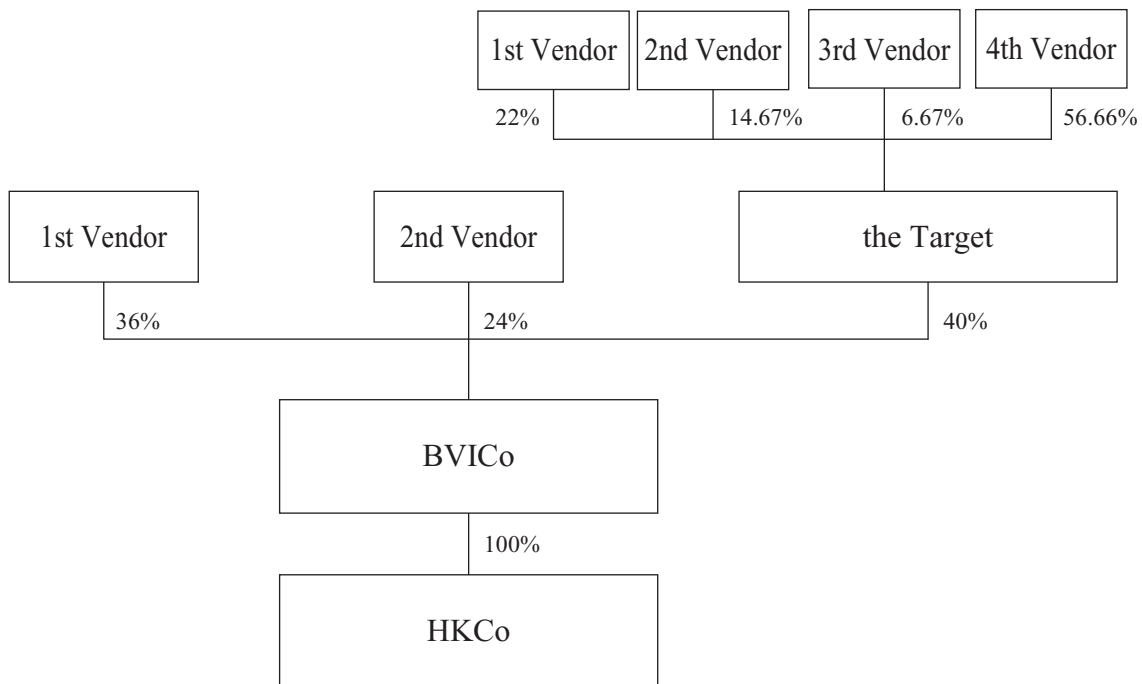 1st Vendor 2nd Vendor 3rd Vendor 4th Vendor
22% 14.67% 6.67% 56.66%
1st Vendor 2nd Vendor the Target
36% 24% 40%
BVICo
100%
HKCo